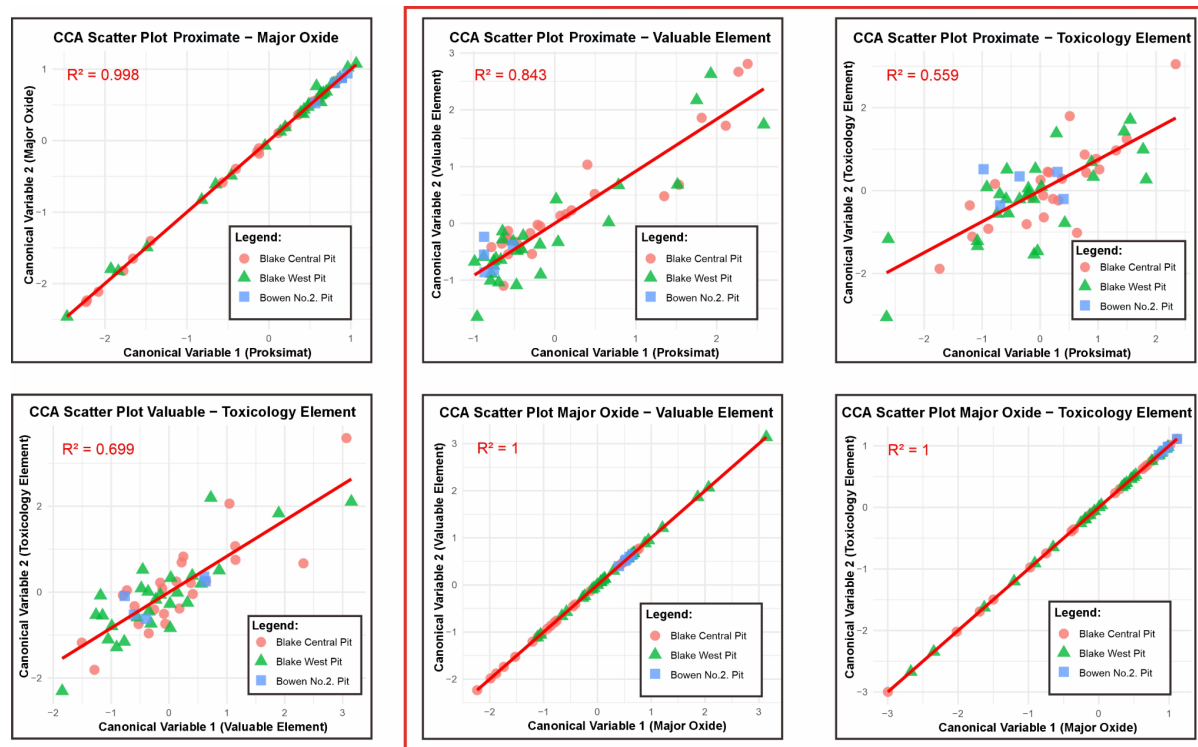 CCA Scatter Plot Proximate – Major Oxide
R² = 0.998
Canonical Variable 2 (Major Oxide)
1
0
−1
−2
Legend:
Blake Central Pit
Blake West Pit
Bowen No.2. Pit
−2 −1 0 1
Canonical Variable 1 (Proksimat)
CCA Scatter Plot Proximate – Valuable Element
R² = 0.843
Canonical Variable 2 (Valuable Element)
3
2
1
0
−1
Legend:
Blake Central Pit
Blake West Pit
Bowen No.2. Pit
−1 0 1 2
Canonical Variable 1 (Proksimat)
CCA Scatter Plot Proximate – Toxicology Element
R² = 0.559
Canonical Variable 2 (Toxicology Element)
2
0
−2
Legend:
Blake Central Pit
Blake West Pit
Bowen No.2. Pit
−2 −1 0 1 2
Canonical Variable 1 (Proksimat)
CCA Scatter Plot Valuable – Toxicology Element
R² = 0.699
Canonical Variable 2 (Toxicology Element)
2
0
−2
Legend:
Blake Central Pit
Blake West Pit
Bowen No.2. Pit
−2 −1 0 1 2 3
Canonical Variable 1 (Valuable Element)
CCA Scatter Plot Major Oxide – Valuable Element
R² = 1
Canonical Variable 2 (Valuable Element)
3
2
1
0
−1
−2
Legend:
Blake Central Pit
Blake West Pit
Bowen No.2. Pit
−2 −1 0 1 2 3
Canonical Variable 1 (Major Oxide)
CCA Scatter Plot Major Oxide – Toxicology Element
R² = 1
Canonical Variable 2 (Toxicology Element)
1
0
−1
−2
−3
Legend:
Blake Central Pit
Blake West Pit
Bowen No.2. Pit
−3 −2 −1 0 1
Canonical Variable 1 (Major Oxide)